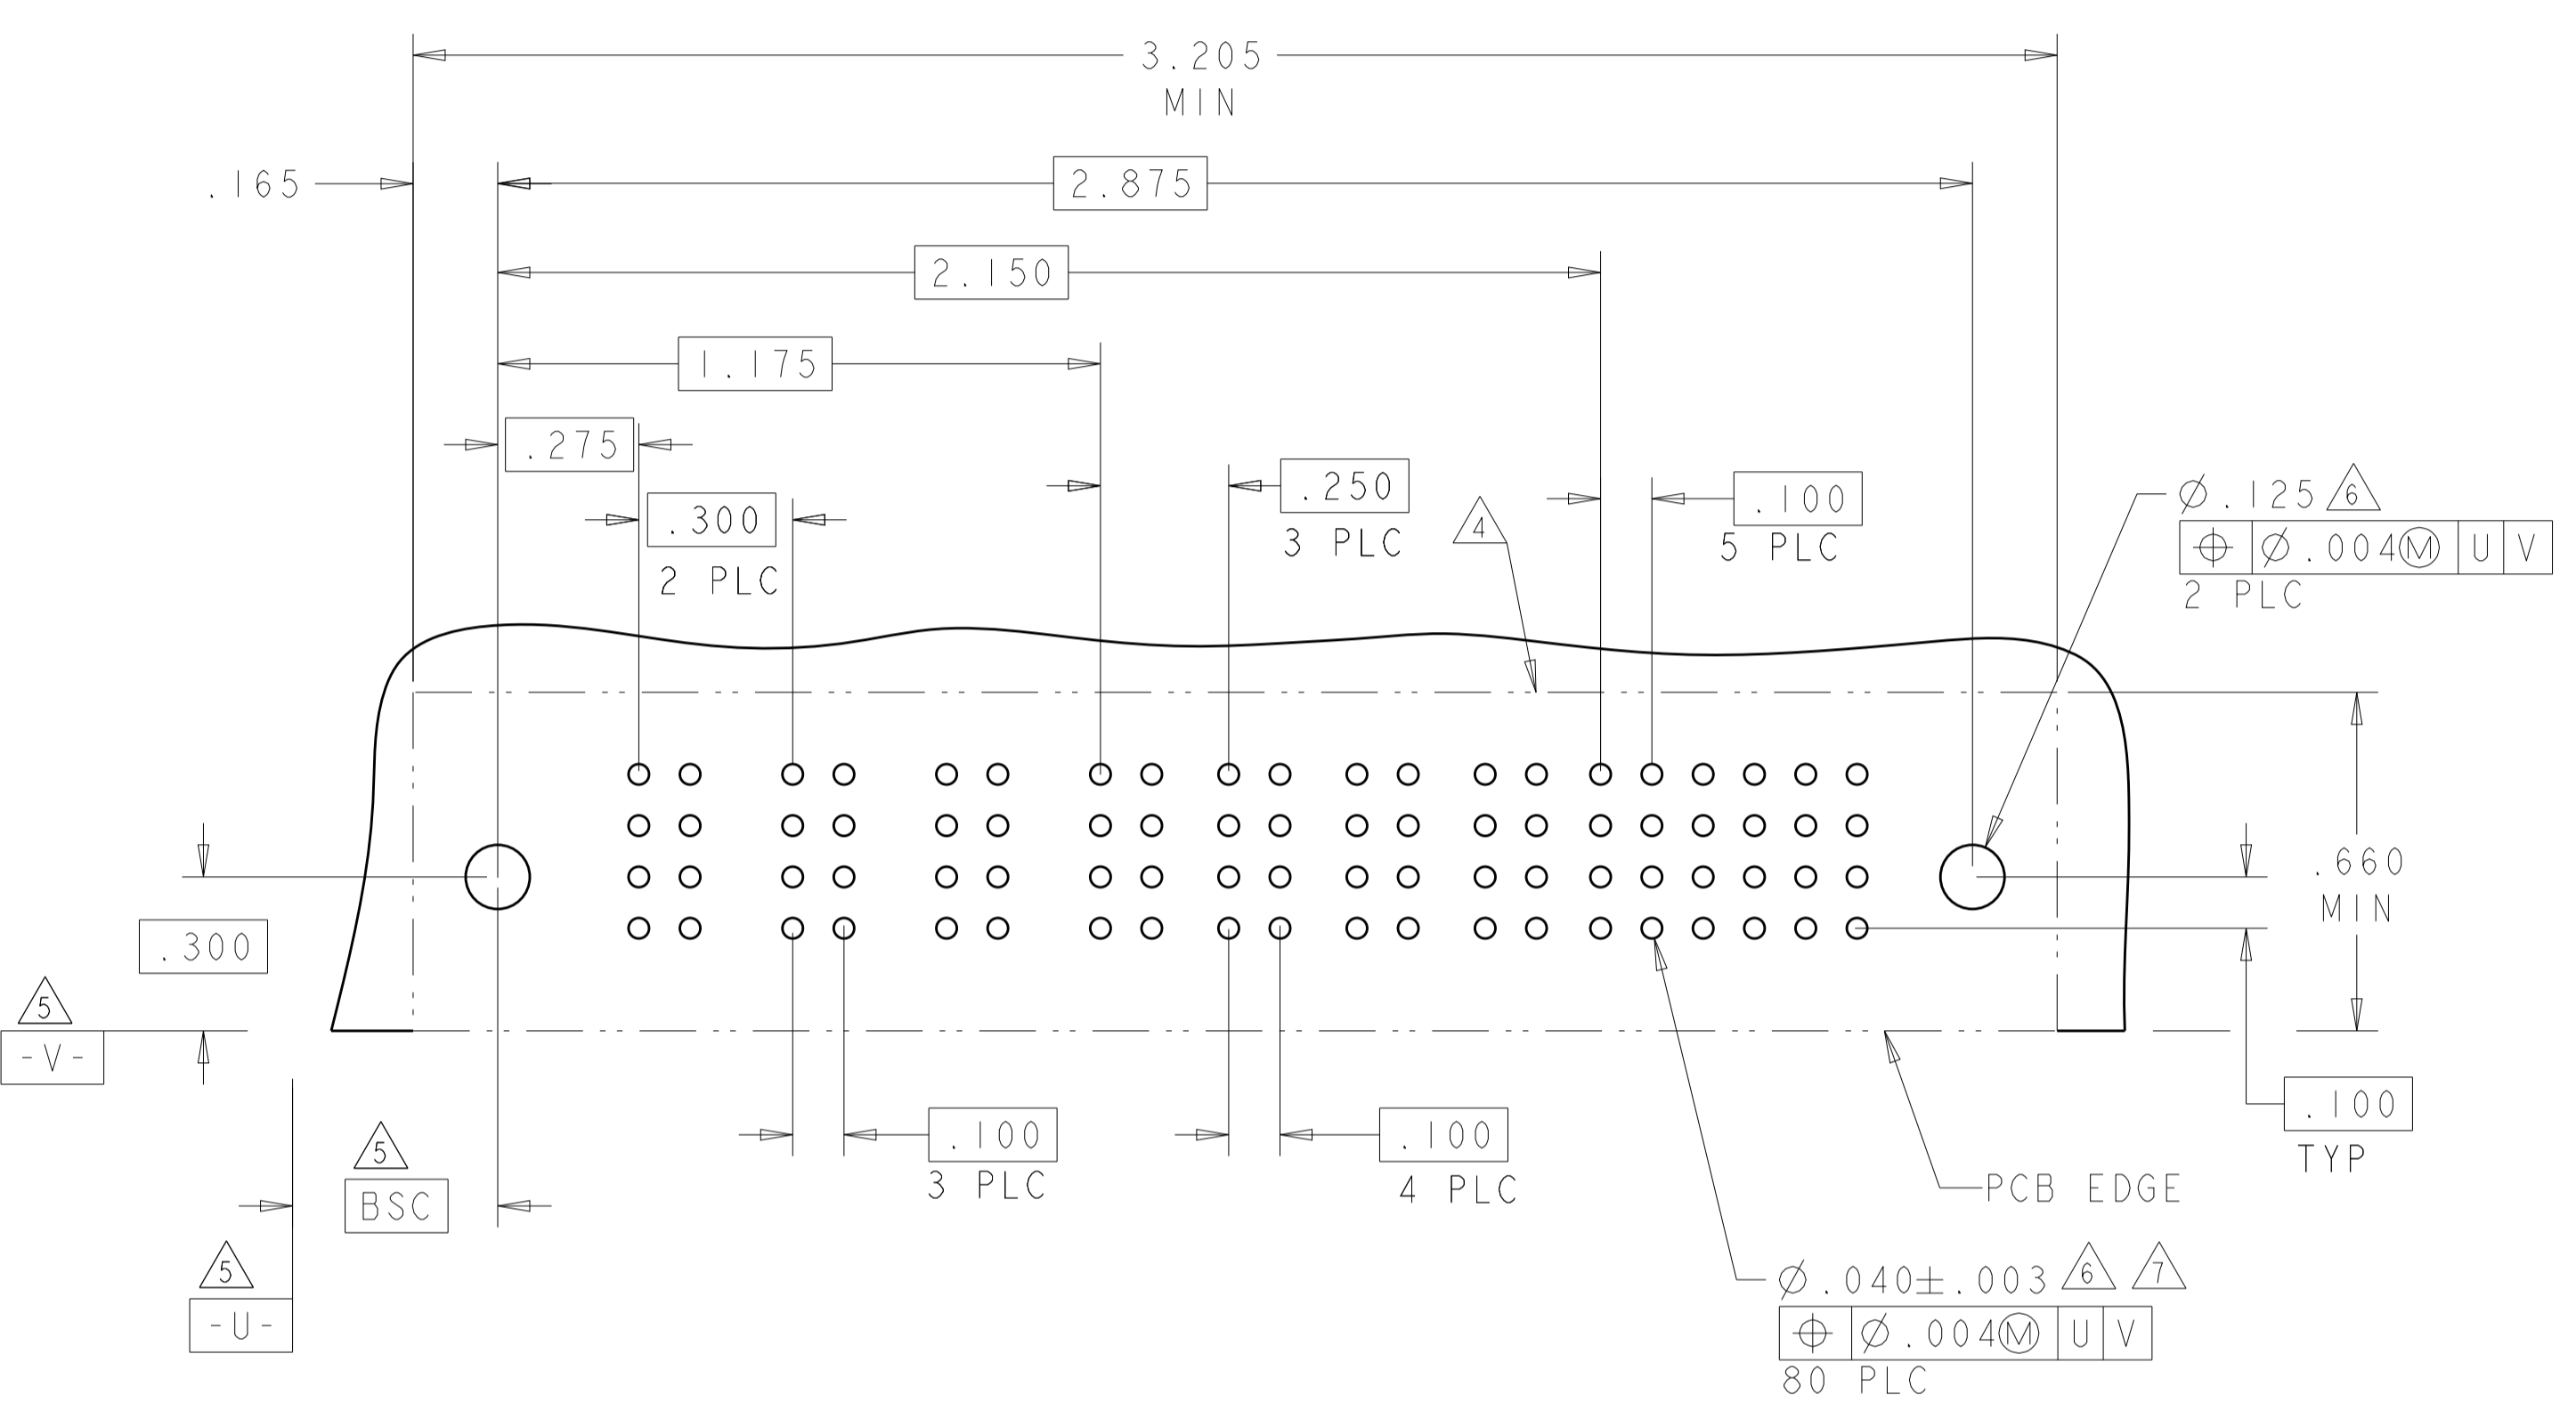 3.205
MIN
.165
2.875
2.150
1.175
.275
.300
2 PLC
.250
3 PLC
4
.100
5 PLC
Ø.125 6
⌖ Ø.004Ⓜ U V
2 PLC
.660
MIN
.300
5
-V-
5
BSC
5
-U-
.100
3 PLC
.100
4 PLC
.100
TYP
PCB EDGE
Ø.040±.003 6 7
⌖ Ø.004Ⓜ U V
80 PLC